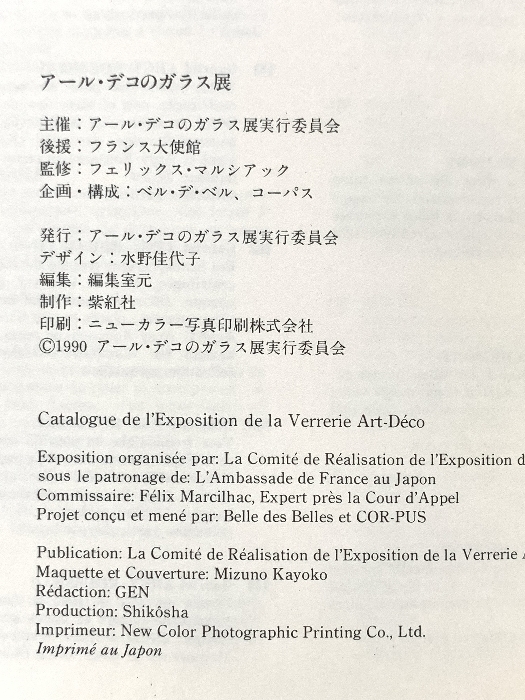 アール・デコのガラス展
主催：アール・デコのガラス展実行委員会
後援：フランス大使館
監修：フェリックス・マルシアック
企画・構成：ベル・デ・ベル、コーパス
発行：アール・デコのガラス展実行委員会
デザイン：水野佳代子
編集：編集室元
制作：紫紅社
印刷：ニューカラー写真印刷株式会社
©1990 アール・デコのガラス展実行委員会
Catalogue de l'Exposition de la Verrerie Art-Déco
Exposition organisée par: La Comité de Réalisation de l'Exposition d
sous le patronage de: L'Ambassade de France au Japon
Commissaire: Félix Marcilhac, Expert près la Cour d'Appel
Projet conçu et mené par: Belle des Belles et COR-PUS
Publication: La Comité de Réalisation de l'Exposition de la Verrerie
Maquette et Couverture: Mizuno Kayoko
Rédaction: GEN
Production: Shikôsha
Imprimeur: New Color Photographic Printing Co., Ltd.
Imprimé au Japon